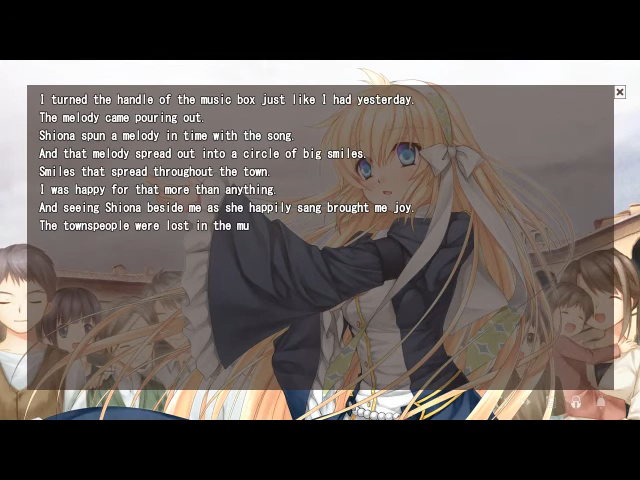 I turned the handle of the music box just like I had yesterday.
The melody came pouring out.
Shiona spun a melody in time with the song.
And that melody spread out into a circle of big smiles.
Smiles that spread throughout the town.
I was happy for that more than anything.
And seeing Shiona beside me as she happily sang brought me joy.
The townspeople were lost in the mu